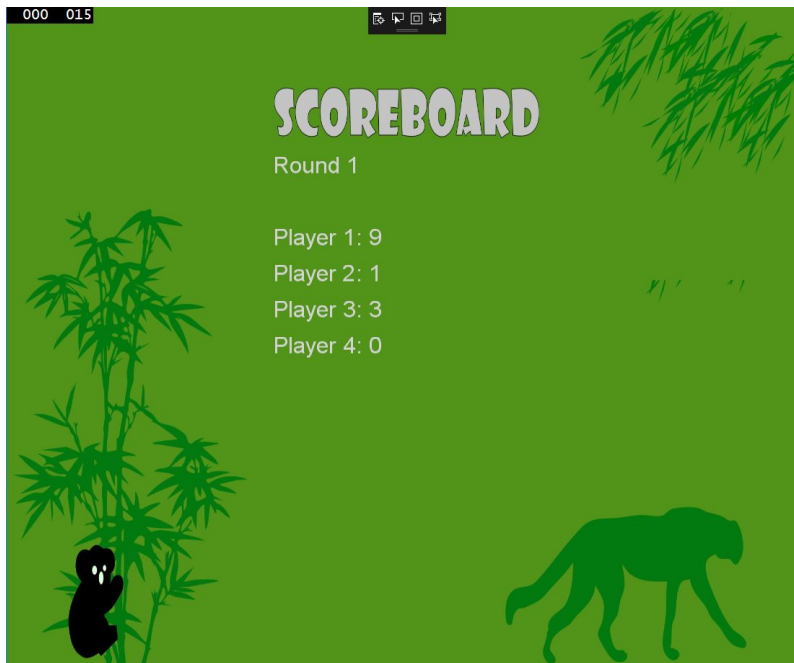 000 015
SCOREBOARD
Round 1
Player 1: 9
Player 2: 1
Player 3: 3
Player 4: 0